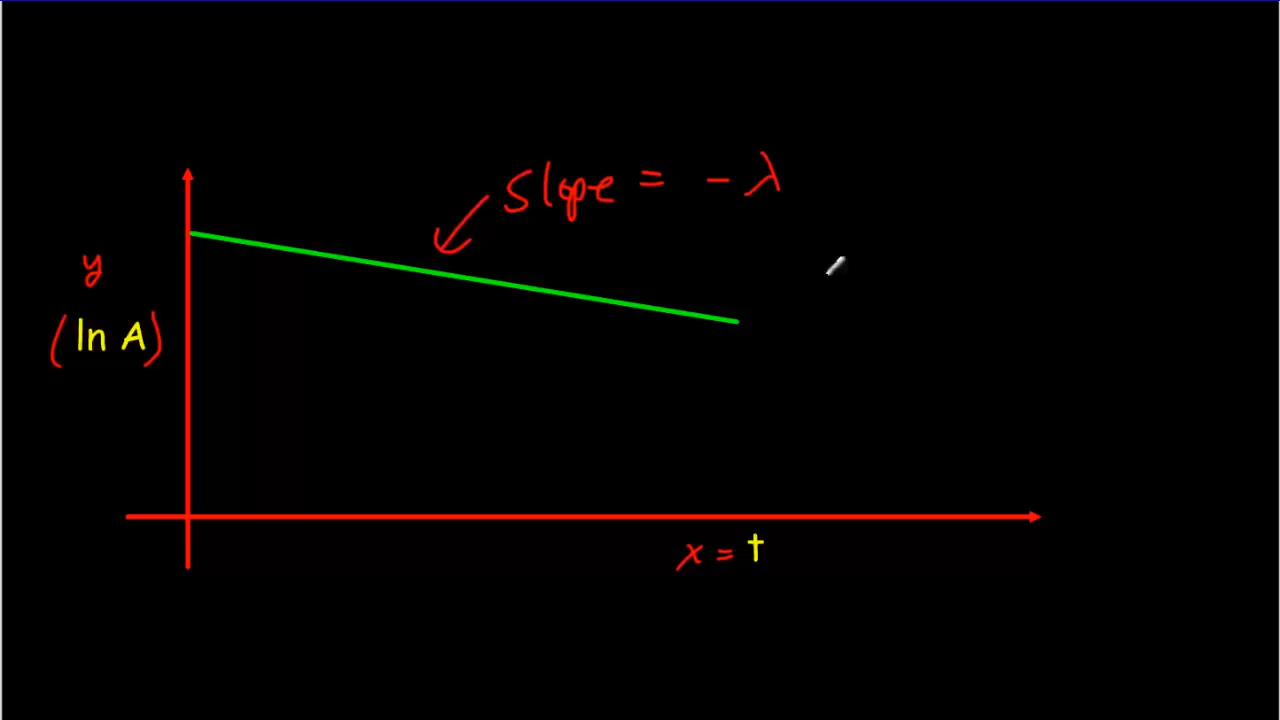 Slope = - λ
y
(ln A)
x = t